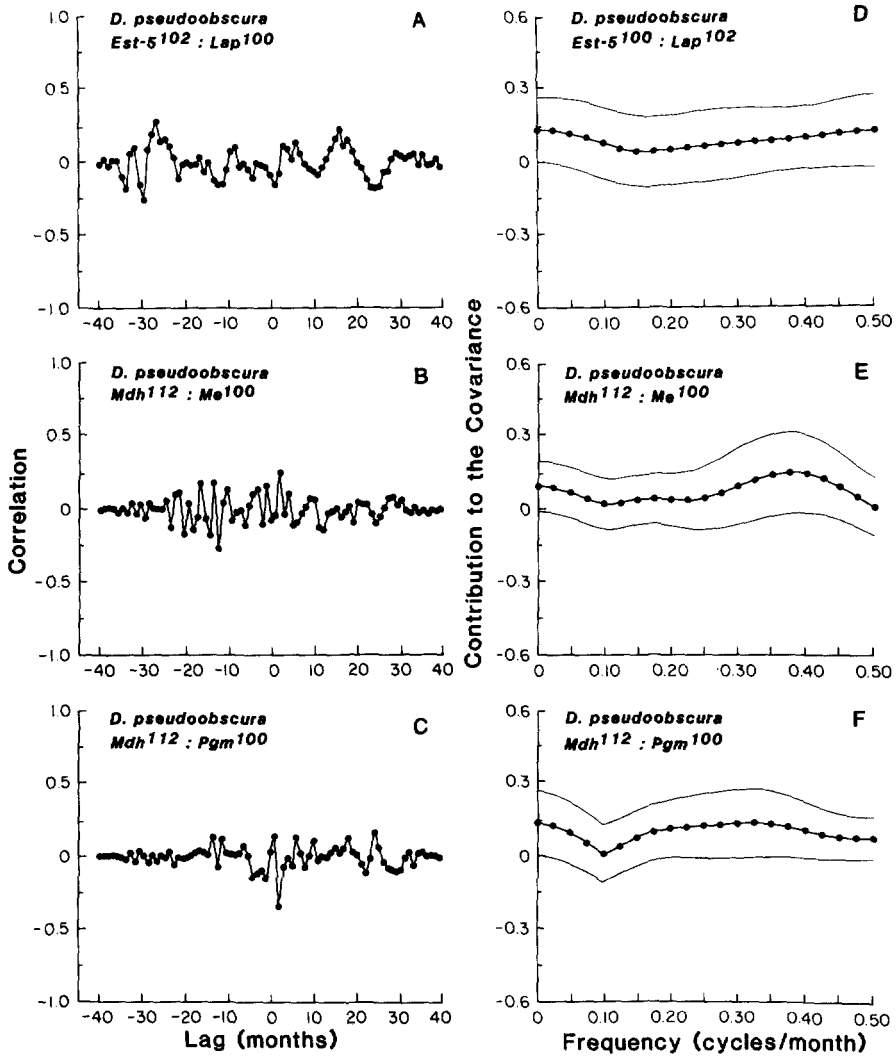 D. pseudoobscura
Est-5¹⁰² : Lap¹⁰⁰
A
1.0
0.5
0
-0.5
-1.0
-40 -30 -20 -10 0 10 20 30 40
D. pseudoobscura
Est-5¹⁰⁰ : Lap¹⁰²
D
0.6
0.3
0
-0.3
-0.6
0 0.10 0.20 0.30 0.40 0.50
D. pseudoobscura
Mdh¹¹² : Me¹⁰⁰
B
1.0
0.5
0
-0.5
-1.0
-40 -30 -20 -10 0 10 20 30 40
Correlation
D. pseudoobscura
Mdh¹¹² : Me¹⁰⁰
E
0.6
0.3
0
-0.3
-0.6
0 0.10 0.20 0.30 0.40 0.50
Contribution to the Covariance
D. pseudoobscura
Mdh¹¹² : Pgm¹⁰⁰
C
1.0
0.5
0
-0.5
-1.0
-40 -30 -20 -10 0 10 20 30 40
Lag (months)
D. pseudoobscura
Mdh¹¹² : Pgm¹⁰⁰
F
0.6
0.3
0
-0.3
-0.6
0 0.10 0.20 0.30 0.40 0.50
Frequency (cycles/month)